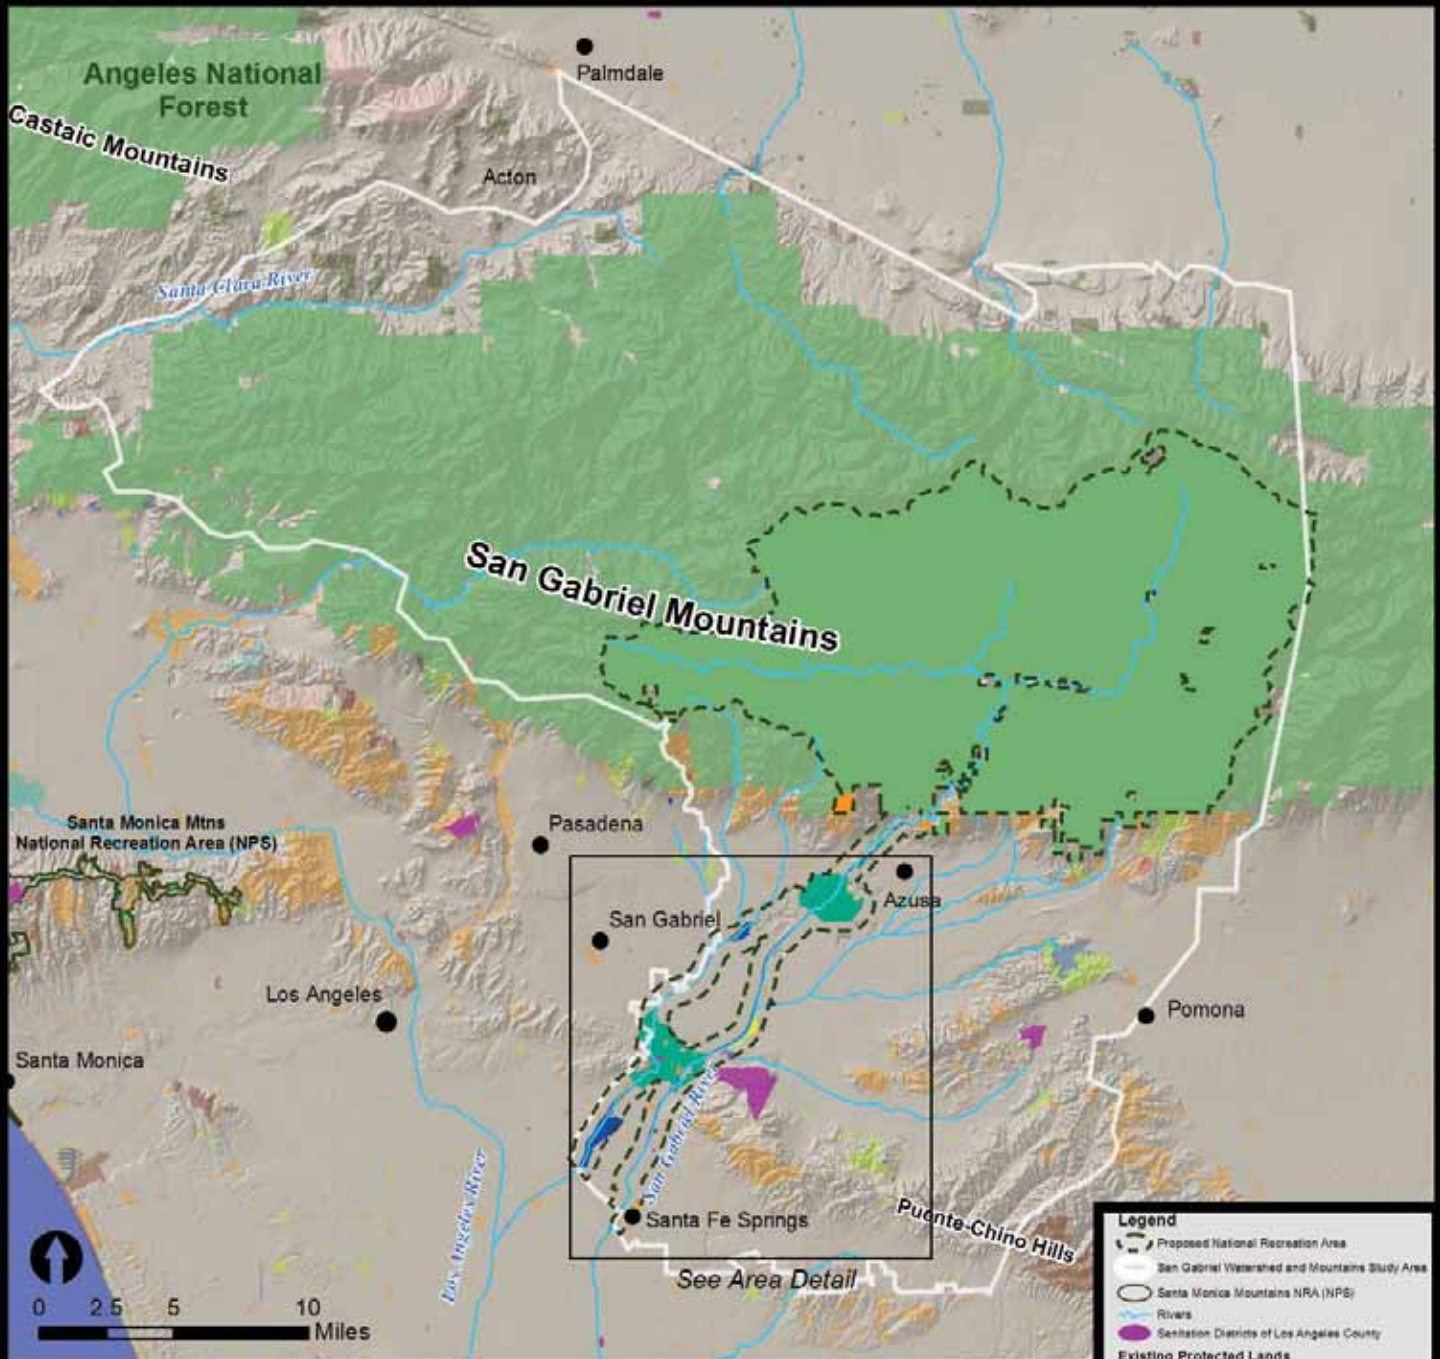 Angeles National
Forest
Castaic Mountains
Palmdale
Acton
Santa Clara River
San Gabriel Mountains
Santa Monica Mtns
National Recreation Area (NPS)
Pasadena
San Gabriel
Azusa
Los Angeles
Pomona
Santa Monica
San Gabriel River
Los Angeles River
Santa Fe Springs
Puente-Chino Hills
See Area Detail
0 2.5 5 10
Miles
Legend
Proposed National Recreation Area
San Gabriel Watershed and Mountains Study Area
Santa Monica Mountains NRA (NPS)
Rivers
Sanitation Districts of Los Angeles County
Existing Protected Lands